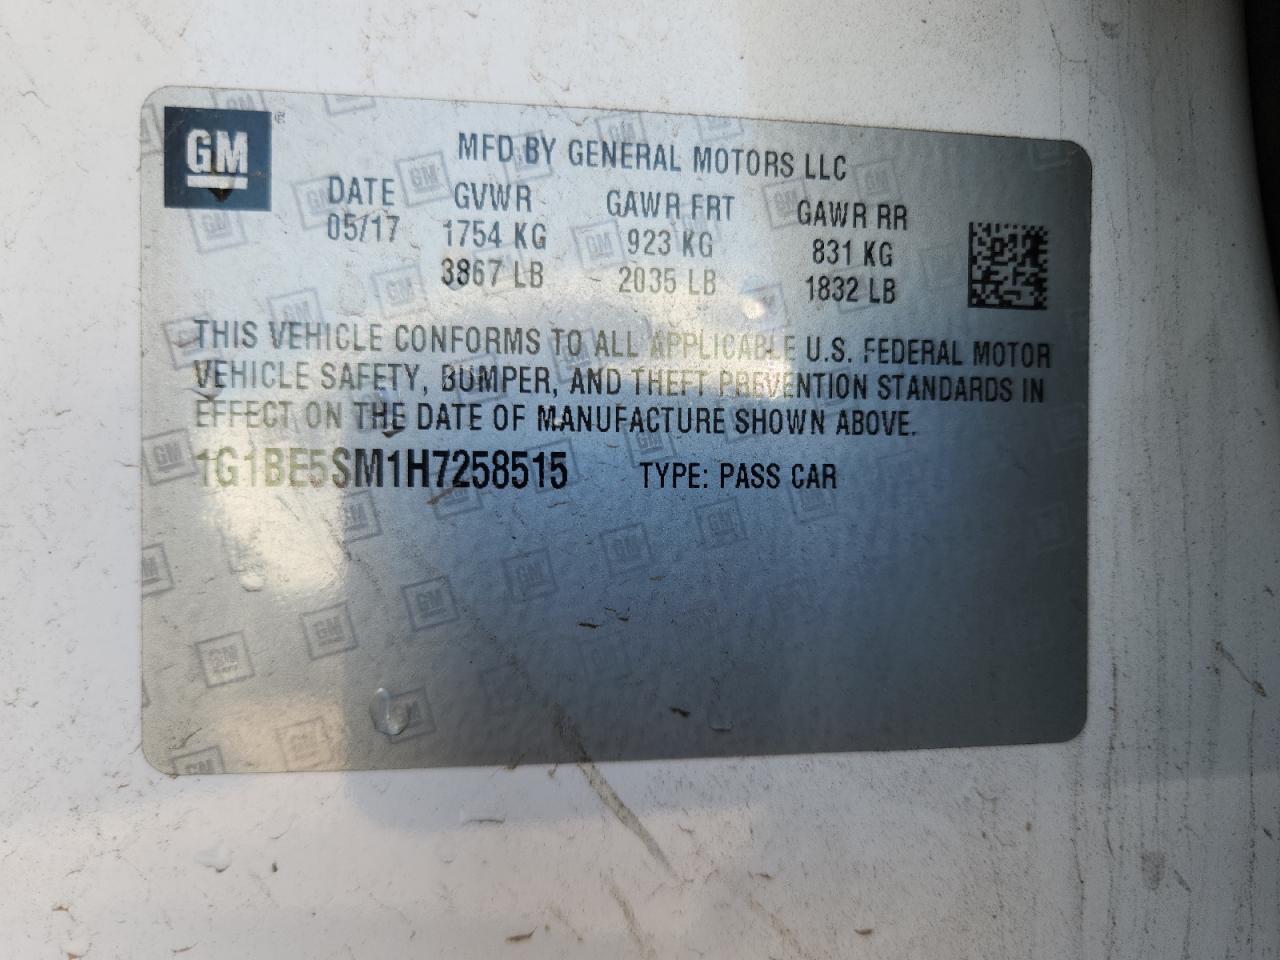 GM ®
MFD BY GENERAL MOTORS LLC
DATE GVWR GAWR FRT GAWR RR
05/17 1754 KG 923 KG 831 KG
3867 LB 2035 LB 1832 LB
THIS VEHICLE CONFORMS TO ALL APPLICABLE U.S. FEDERAL MOTOR
VEHICLE SAFETY, BUMPER, AND THEFT PREVENTION STANDARDS IN
EFFECT ON THE DATE OF MANUFACTURE SHOWN ABOVE.
1G1BE5SM1H7258515 TYPE: PASS CAR